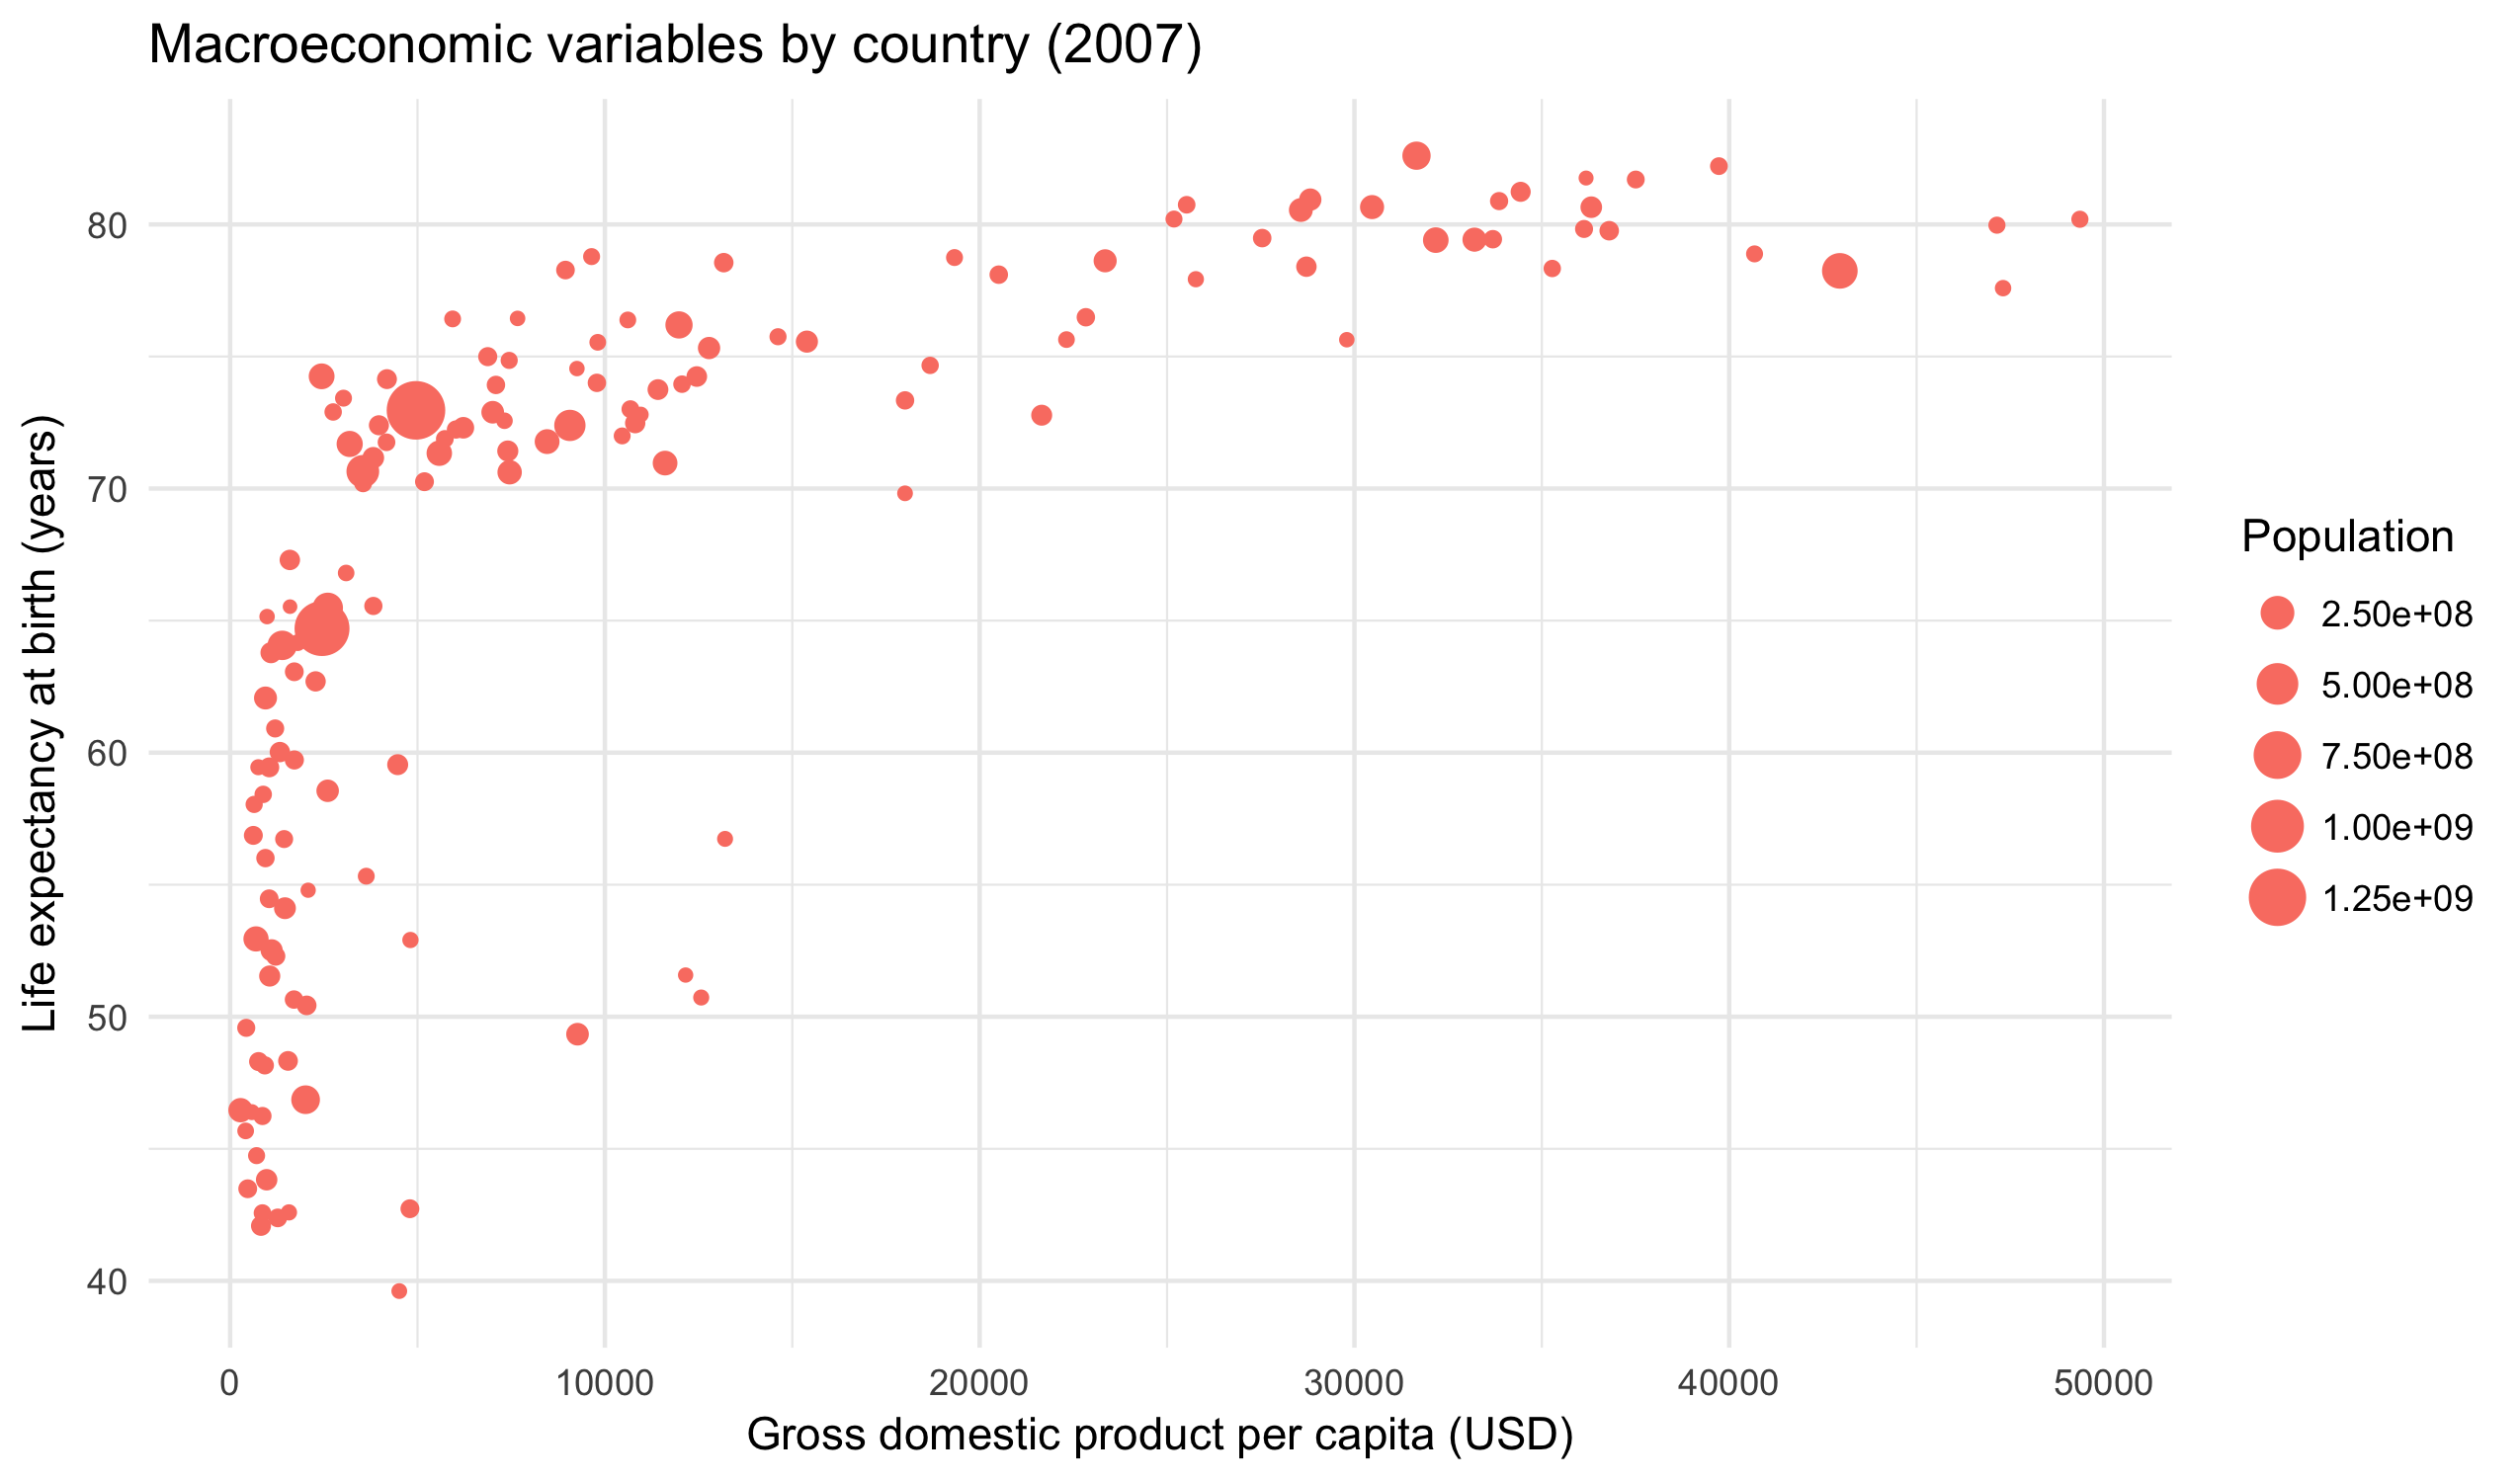 Macroeconomic variables by country (2007)
Life expectancy at birth (years)
80
70
60
50
40
0 10000 20000 30000 40000 50000
Gross domestic product per capita (USD)
Population
2.50e+08
5.00e+08
7.50e+08
1.00e+09
1.25e+09